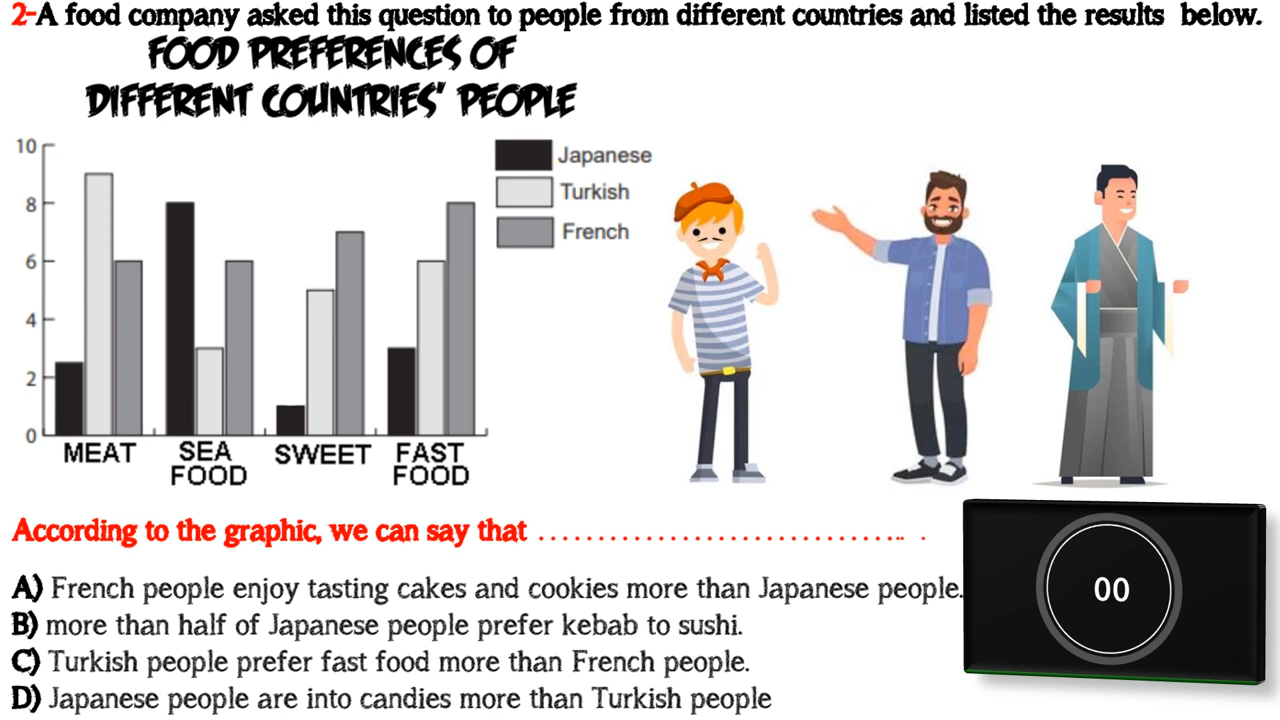 2-A food company asked this question to people from different countries and listed the results below.
FOOD PREFERENCES OF
DIFFERENT COUNTRIES' PEOPLE
10
8
6
4
2
0
MEAT
SEA
FOOD
SWEET
FAST
FOOD
Japanese
Turkish
French
According to the graphic, we can say that ................................ .
A) French people enjoy tasting cakes and cookies more than Japanese people.
B) more than half of Japanese people prefer kebab to sushi.
C) Turkish people prefer fast food more than French people.
D) Japanese people are into candies more than Turkish people
00